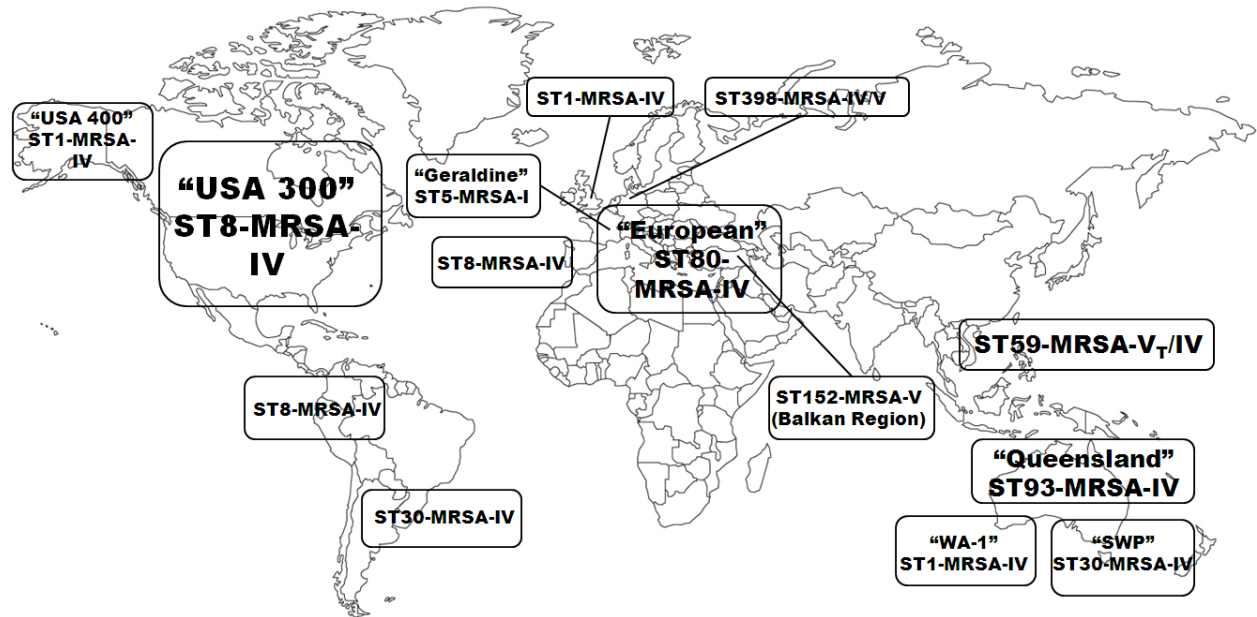 ST1-MRSA-IV
ST398-MRSA-IV/V
“USA 400”
ST1-MRSA-
IV
“USA 300”
ST8-MRSA-
IV
“Geraldine”
ST5-MRSA-I
“European”
ST80-
MRSA-IV
ST8-MRSA-IV
ST59-MRSA-VT/IV
ST8-MRSA-IV
ST152-MRSA-V
(Balkan Region)
“Queensland”
ST93-MRSA-IV
ST30-MRSA-IV
“WA-1”
ST1-MRSA-IV
“SWP”
ST30-MRSA-IV